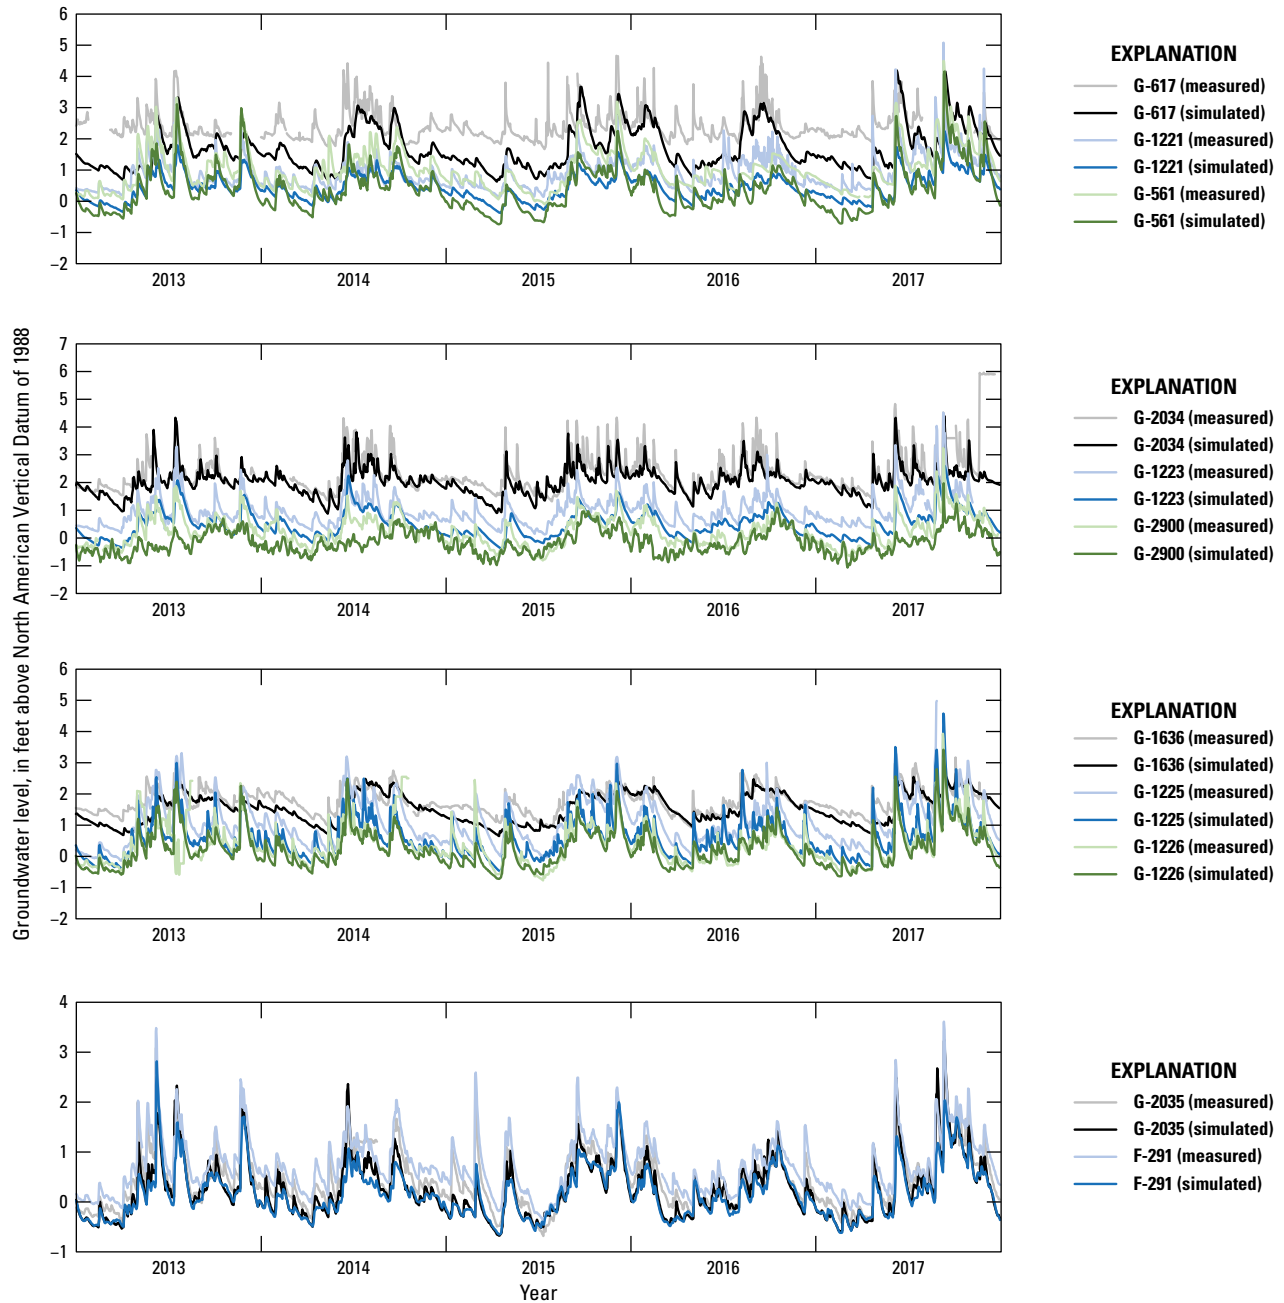 Groundwater level, in feet above North American Vertical Datum of 1988
6
5
4
3
2
1
0
−1
−2
2013 2014 2015 2016 2017
EXPLANATION
G-617 (measured)
G-617 (simulated)
G-1221 (measured)
G-1221 (simulated)
G-561 (measured)
G-561 (simulated)
7
6
5
4
3
2
1
0
−1
−2
2013 2014 2015 2016 2017
EXPLANATION
G-2034 (measured)
G-2034 (simulated)
G-1223 (measured)
G-1223 (simulated)
G-2900 (measured)
G-2900 (simulated)
6
5
4
3
2
1
0
−1
−2
2013 2014 2015 2016 2017
EXPLANATION
G-1636 (measured)
G-1636 (simulated)
G-1225 (measured)
G-1225 (simulated)
G-1226 (measured)
G-1226 (simulated)
4
3
2
1
0
−1
2013 2014 2015 2016 2017
Year
EXPLANATION
G-2035 (measured)
G-2035 (simulated)
F-291 (measured)
F-291 (simulated)